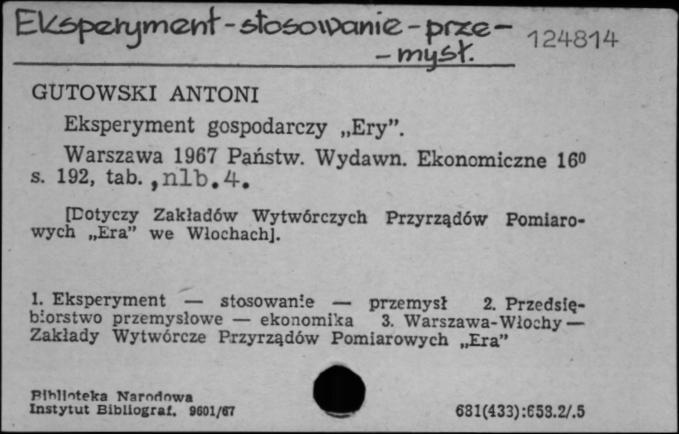 Eksperyment-stosowanie-prze-
-mysł.
124814
GUTOWSKI ANTONI
Eksperyment gospodarczy „Ery”.
Warszawa 1967 Państw. Wydawn. Ekonomiczne 16⁰
s. 192, tab. , nlb. 4.
[Dotyczy Zakładów Wytwórczych Przyrządów Pomiaro-
wych „Era” we Włochach].
1. Eksperyment — stosowanie — przemysł 2. Przedsię-
biorstwo przemysłowe — ekonomika 3. Warszawa-Włochy —
Zakłady Wytwórcze Przyrządów Pomiarowych „Era”
Biblioteka Narodowa
Instytut Bibliograf. 9601/67
681(433):658.2/.5